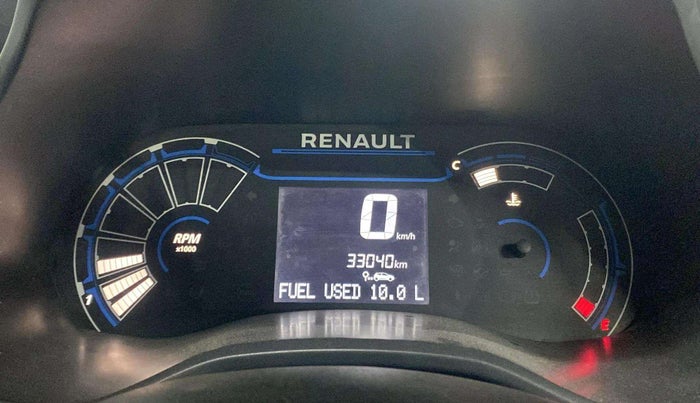 RENAULT
C
0 km/h
RPM
x1000
33040km
1
FUEL USED 10.0 L
E